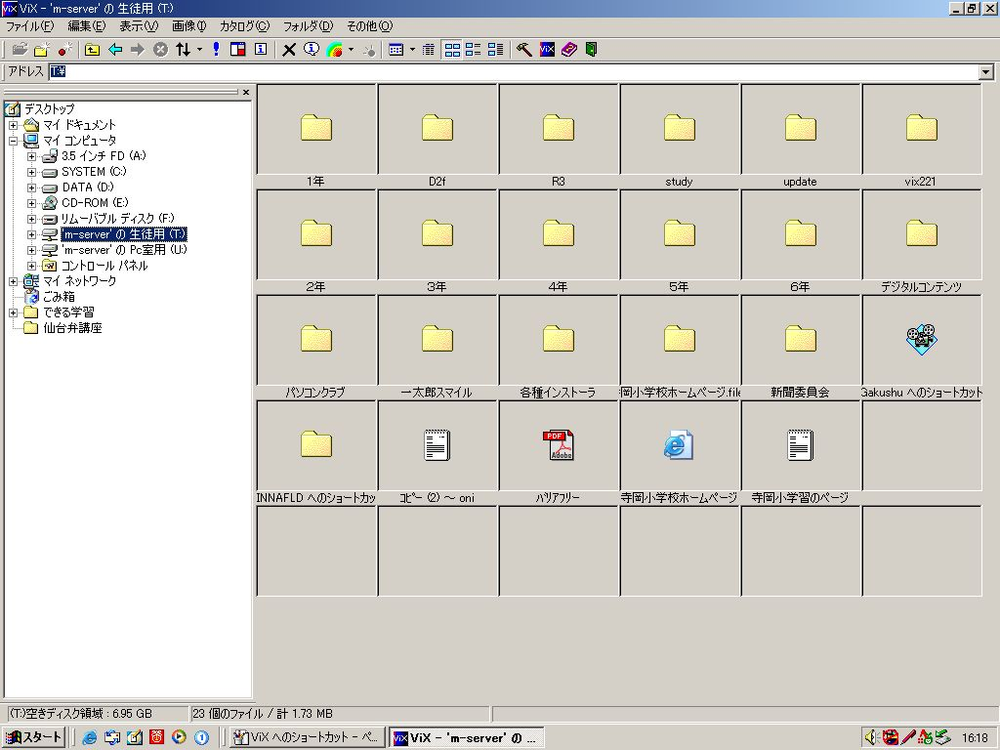 ViX - 'm-server' の 生徒用 (T:)
ファイル(F) 編集(E) 表示(V) 画像(I) カタログ(C) フォルダ(D) その他(O)
アドレス T:¥
デスクトップ
マイ ドキュメント
マイ コンピュータ
3.5 インチ FD (A:)
SYSTEM (C:)
DATA (D:)
CD-ROM (E:)
リムーバブル ディスク (F:)
'm-server' の 生徒用 (T:)
'm-server' の Pc室用 (U:)
コントロール パネル
マイ ネットワーク
ごみ箱
できる学習
仙台弁講座
1年 D2f R3 study update vix221
2年 3年 4年 5年 6年 デジタルコンテンツ
パソコンクラブ 一太郎スマイル 各種インストーラ 岡小学校ホームページ.file 新聞委員会 Gakushu へのショートカット
INNAFLD へのショートカッ コピー (2) ～ oni バリアフリー 寺岡小学校ホームページ 寺岡小学習のページ
(T:)空きディスク領域 : 6.95 GB 23 個のファイル / 計 1.73 MB
スタート ViX へのショートカット - ペ... ViX - 'm-server' の ... 16:18